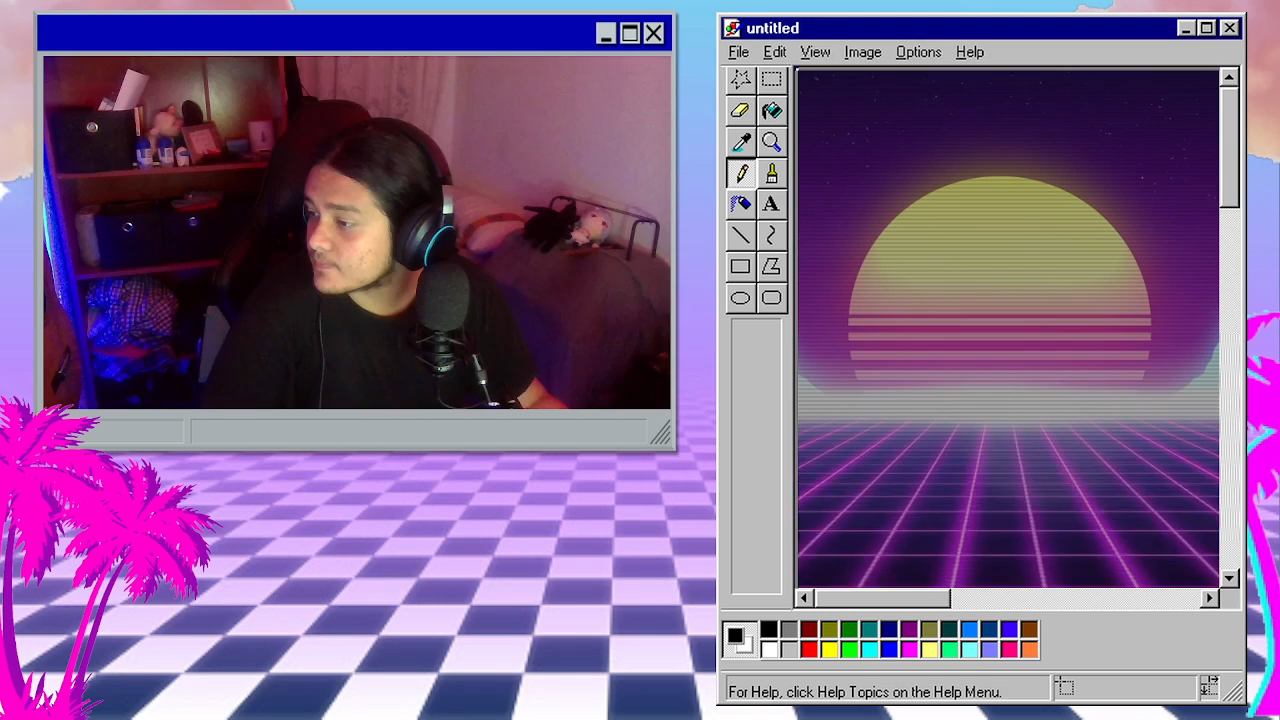 untitled
File Edit View Image Options Help
A
For Help, click Help Topics on the Help Menu.